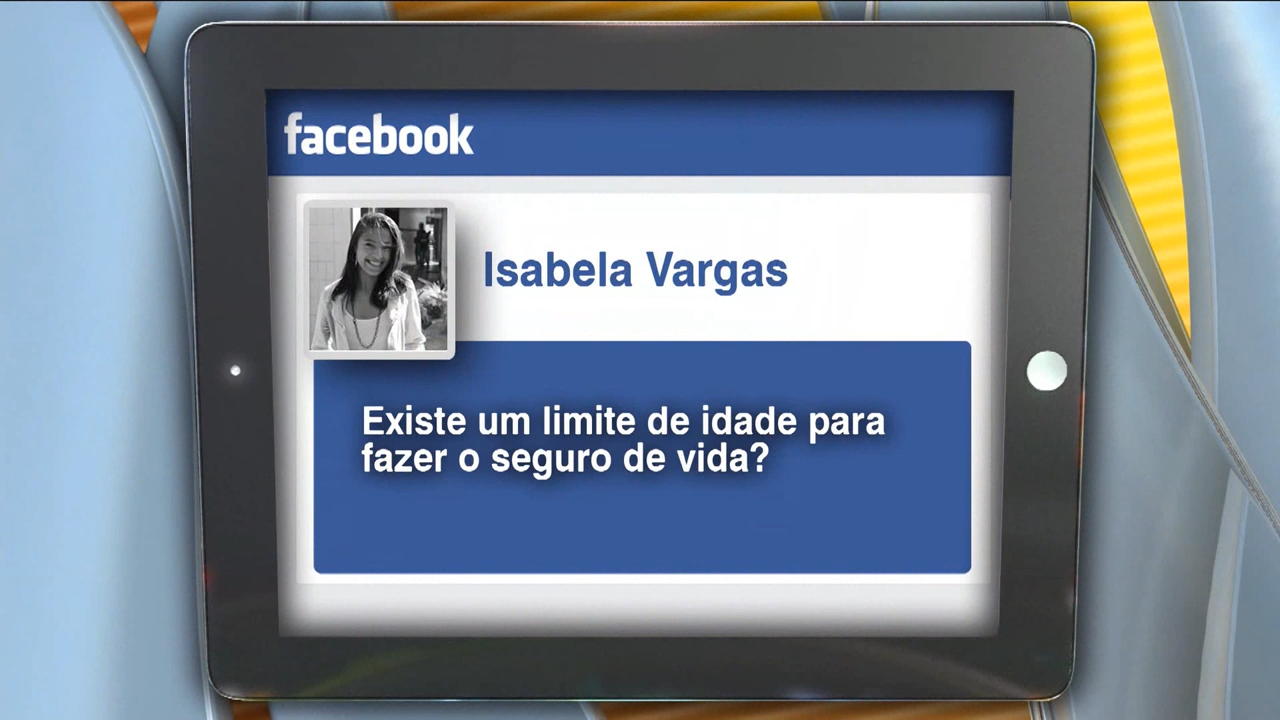 facebook
Isabela Vargas
Existe um limite de idade para
fazer o seguro de vida?